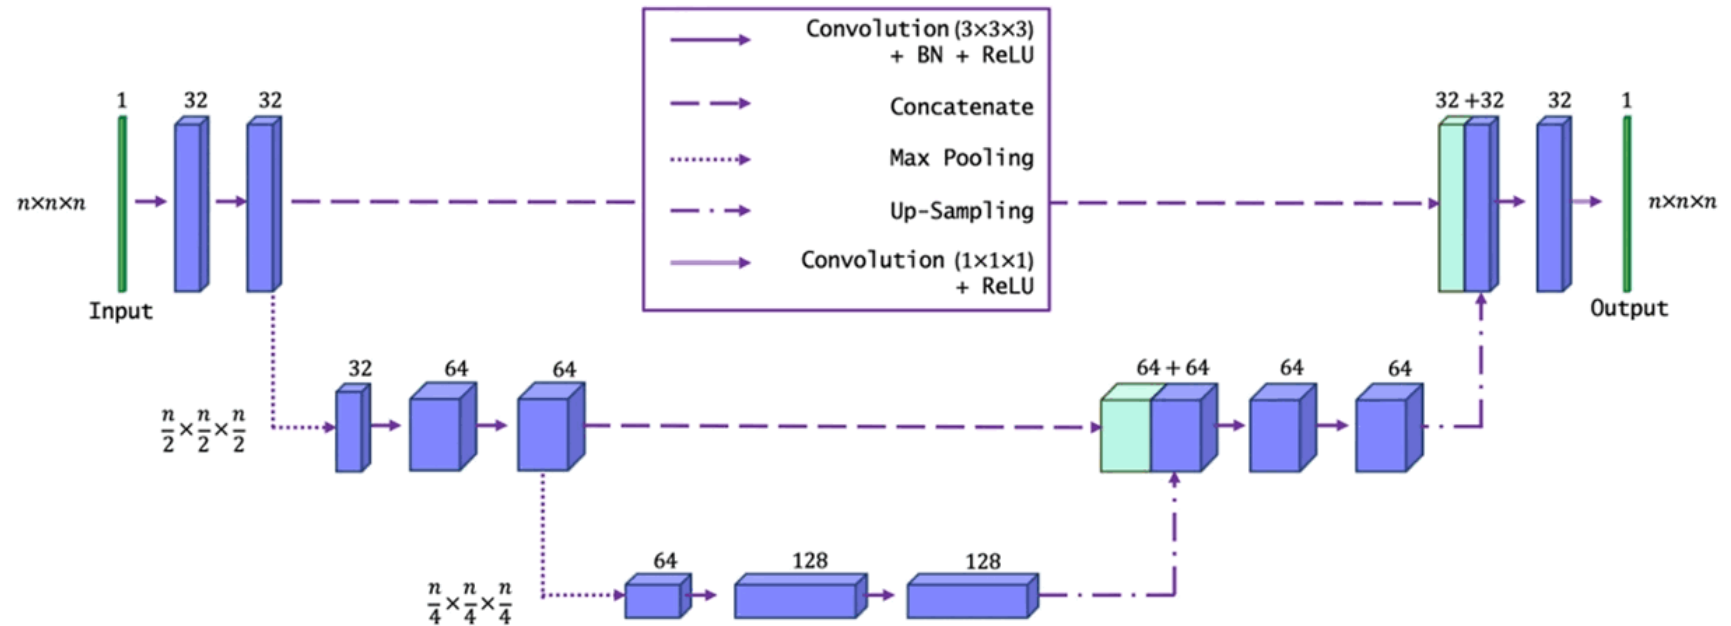 Convolution (3×3×3)
+ BN + ReLU
Concatenate
Max Pooling
Up-Sampling
Convolution (1×1×1)
+ ReLU
1 32 32
32 +32 32 1
n×n×n
n×n×n
Input
Output
32 64 64
64 + 64 64 64
n/2 × n/2 × n/2
64 128 128
n/4 × n/4 × n/4